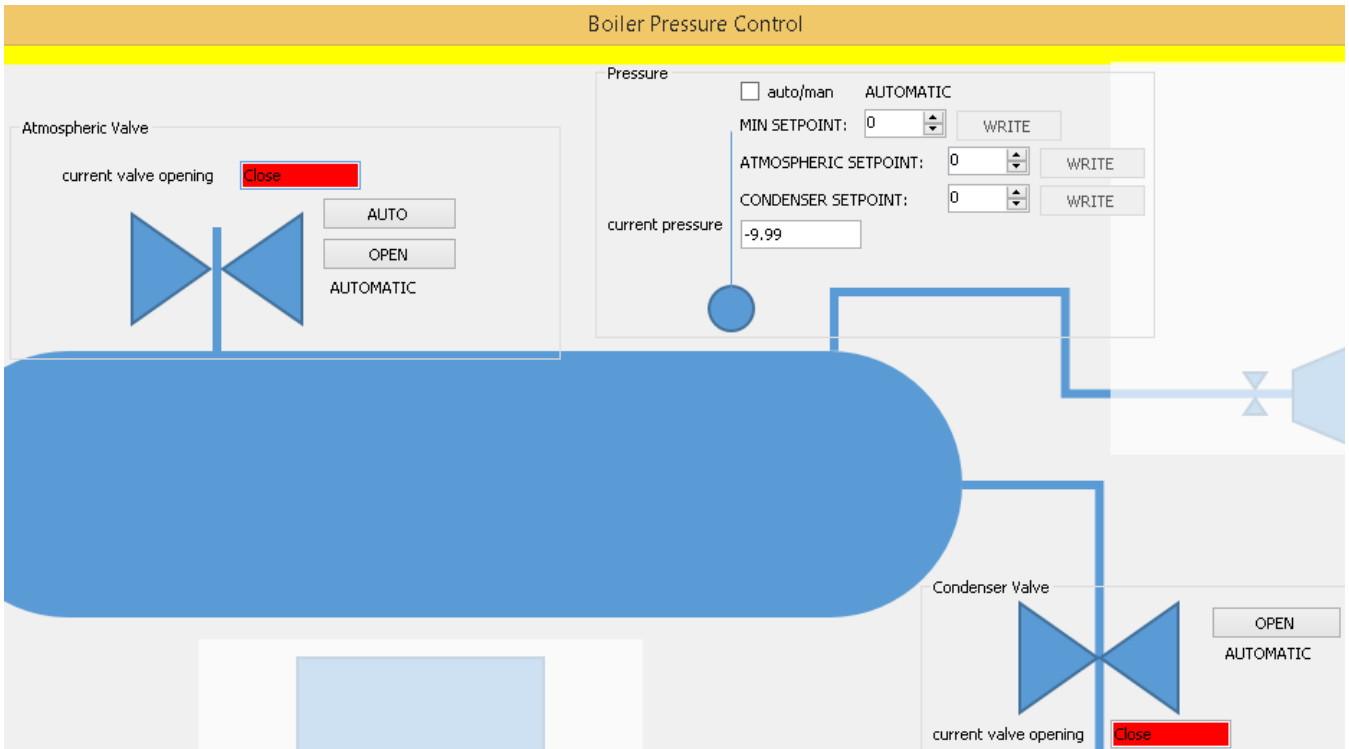 Boiler Pressure Control
Pressure
auto/man AUTOMATIC
MIN SETPOINT: 0 WRITE
ATMOSPHERIC SETPOINT: 0 WRITE
CONDENSER SETPOINT: 0 WRITE
current pressure -9.99
Atmospheric Valve
current valve opening Close
AUTO
OPEN
AUTOMATIC
Condenser Valve
OPEN
AUTOMATIC
current valve opening Close